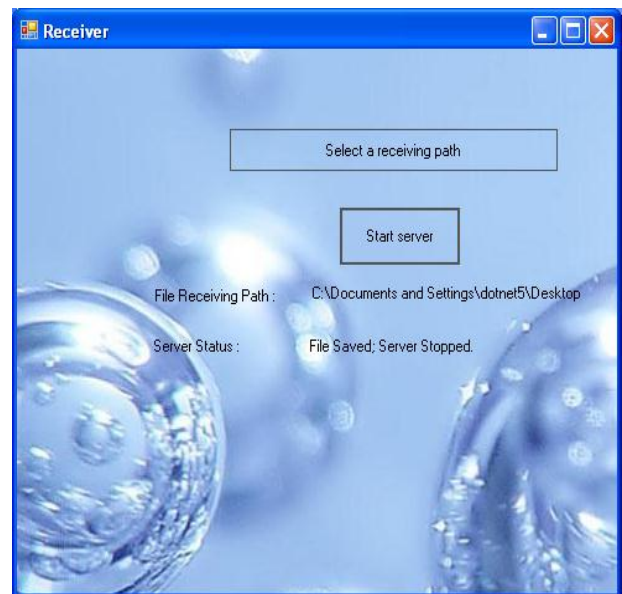 Receiver
Select a receiving path
Start server
File Receiving Path : C:\Documents and Settings\dotnet5\Desktop
Server Status : File Saved; Server Stopped.